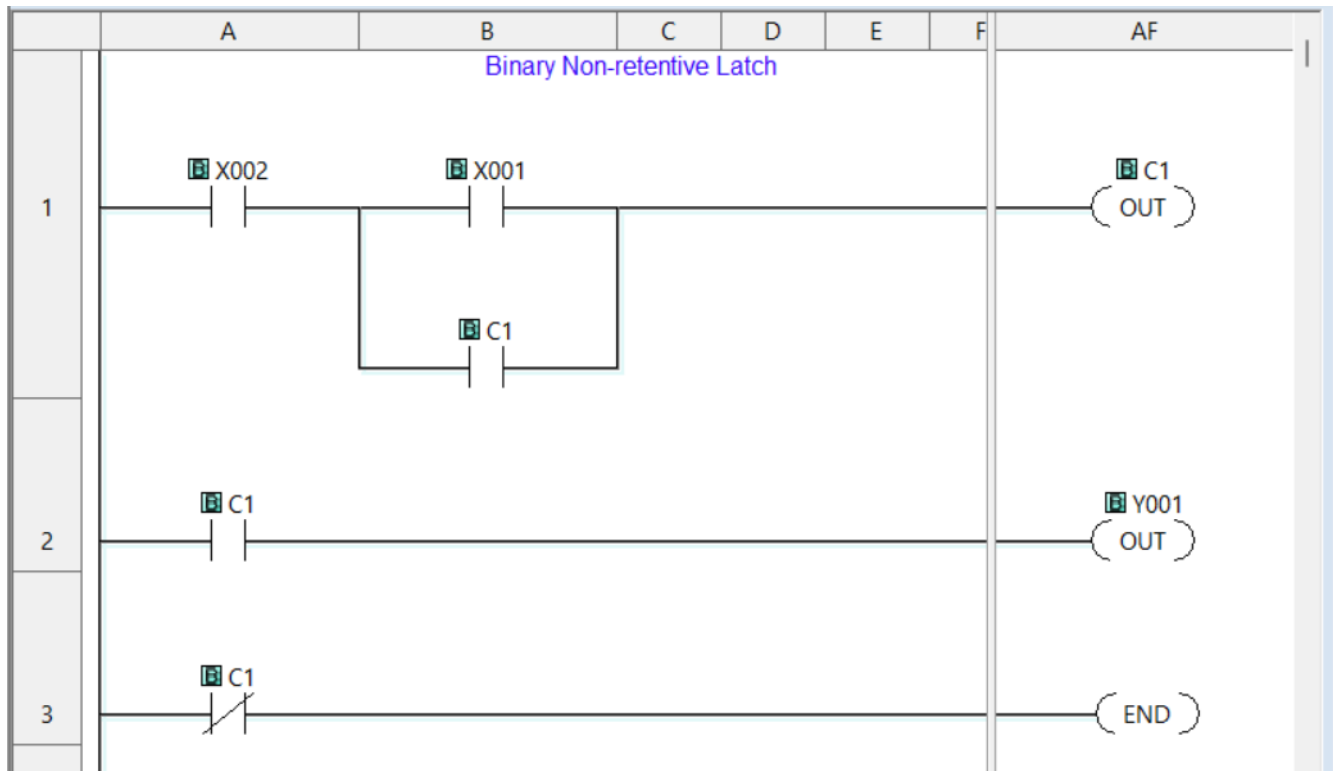 A B C D E F AF
Binary Non-retentive Latch
B X002 B X001 B C1
1 OUT
B C1
B C1 B Y001
2 OUT
B C1
3 END